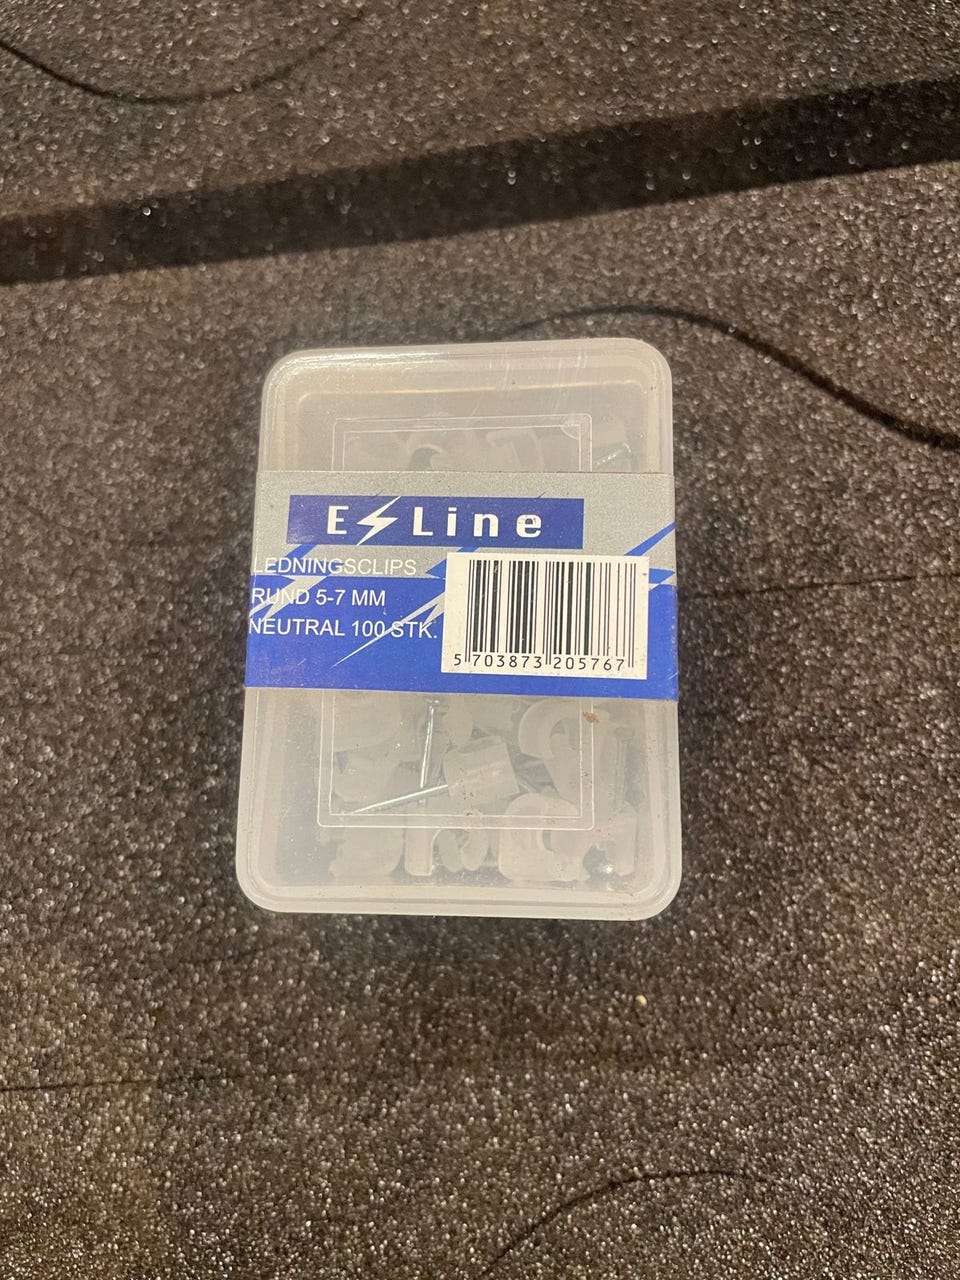 E Line
LEDNINGSCLIPS
RUND 5-7 MM
NEUTRAL 100 STK.
5 703873 205767